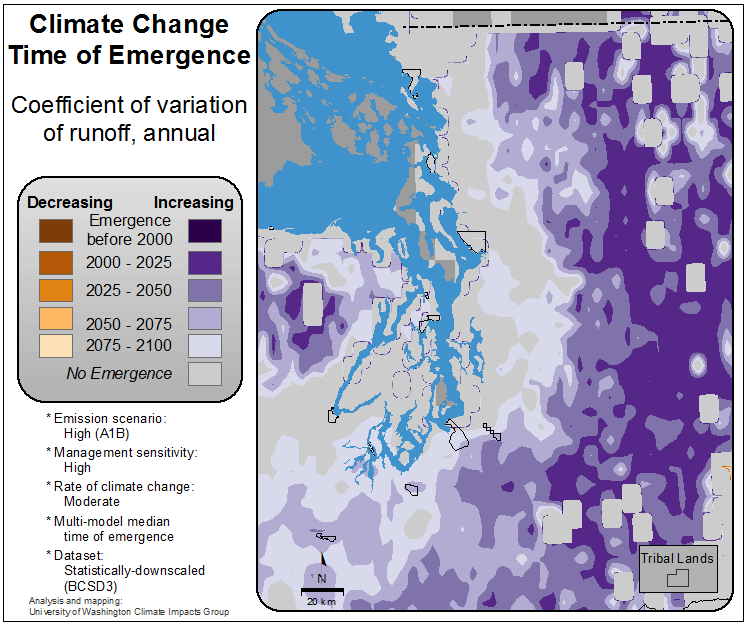 Climate Change
Time of Emergence
Coefficient of variation
of runoff, annual
Decreasing Increasing
Emergence
before 2000
2000 - 2025
2025 - 2050
2050 - 2075
2075 - 2100
No Emergence
* Emission scenario:
High (A1B)
* Management sensitivity:
High
* Rate of climate change:
Moderate
* Multi-model median
time of emergence
* Dataset:
Statistically-downscaled
(BCSD3)
Analysis and mapping:
University of Washington Climate Impacts Group
N
20 km
Tribal Lands